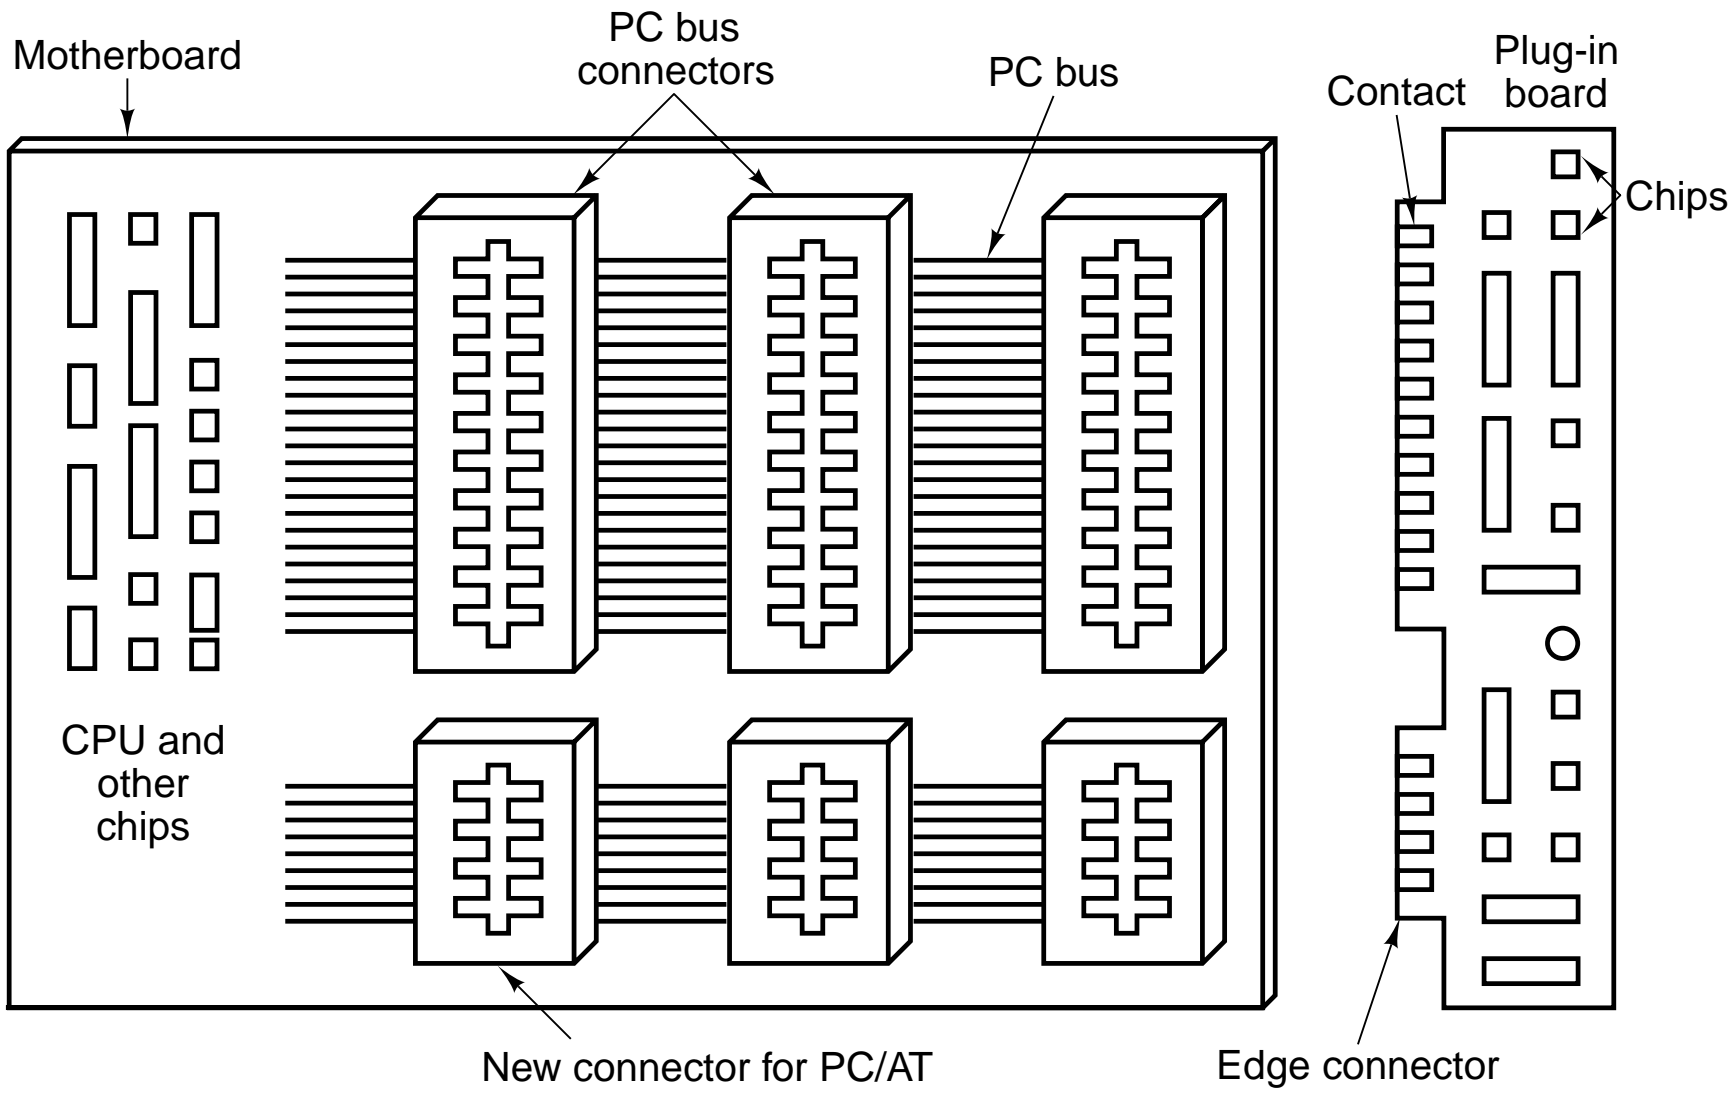 Motherboard
PC bus
connectors
PC bus
Contact
Plug-in
board
Chips
CPU and
other
chips
New connector for PC/AT
Edge connector